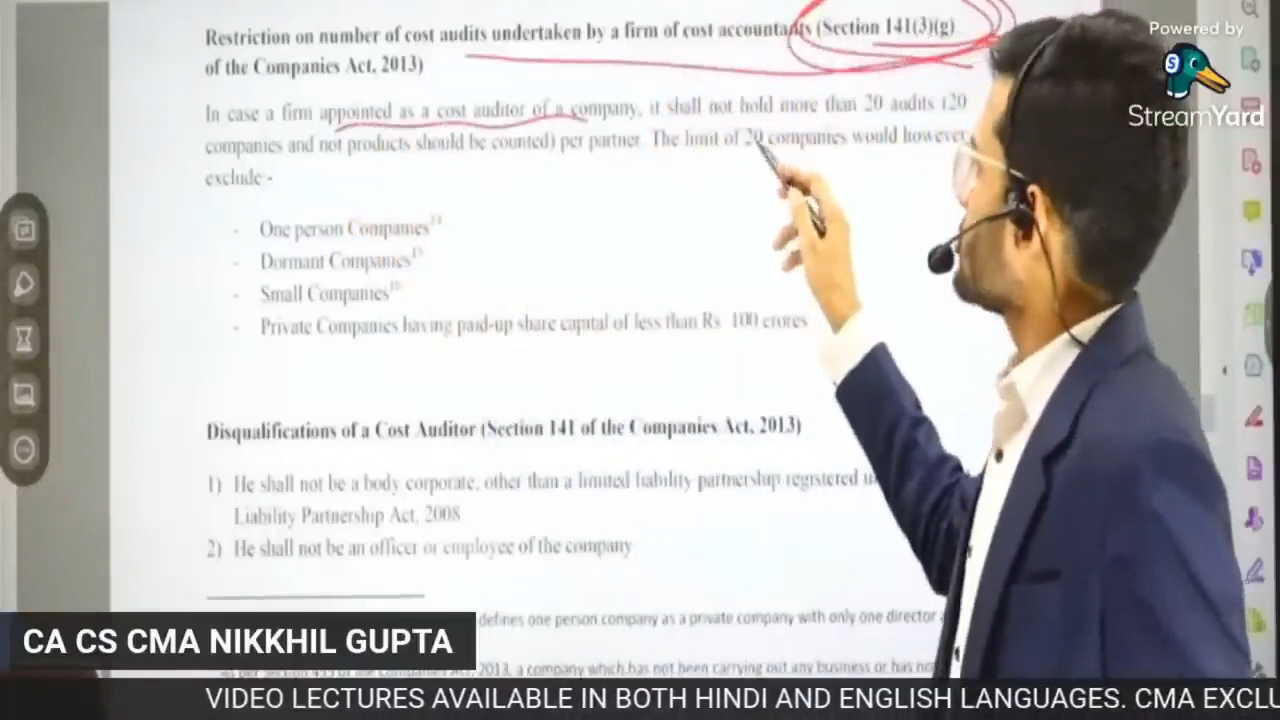 Restriction on number of cost audits undertaken by a firm of cost accountants (Section 141(3)(g)
of the Companies Act, 2013)
Powered by
StreamYard
In case a firm appointed as a cost auditor of a company, it shall not hold more than 20 audits (20
companies and not products should be counted) per partner. The limit of 20 companies would however
exclude -
- One person Companies
- Dormant Companies
- Small Companies
- Private Companies having paid-up share capital of less than Rs 100 crores
Disqualifications of a Cost Auditor (Section 141 of the Companies Act, 2013)
1) He shall not be a body corporate, other than a limited liability partnership registered
Liability Partnership Act, 2008
2) He shall not be an officer or employee of the company
defines one person company as a private company with only one director
2013, a company which has not been carrying out any business or has
CA CS CMA NIKKHIL GUPTA
VIDEO LECTURES AVAILABLE IN BOTH HINDI AND ENGLISH LANGUAGES. CMA EXCLU